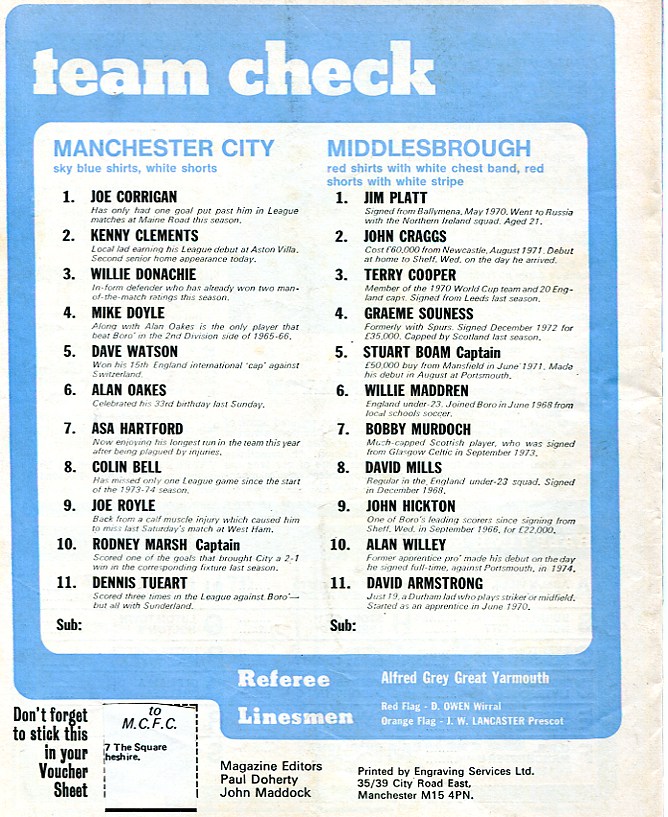 team check
MANCHESTER CITY
sky blue shirts, white shorts
1. JOE CORRIGAN
Has only had one goal put past him in League
matches at Maine Road this season.
2. KENNY CLEMENTS
Local lad earning his League debut at Aston Villa.
Second senior home appearance today.
3. WILLIE DONACHIE
In-form defender who has already won two man-
of-the-match ratings this season.
4. MIKE DOYLE
Along with Alan Oakes is the only player that
beat Boro' in the 2nd Division side of 1965-66.
5. DAVE WATSON
Won his 15th England international 'cap' against
Switzerland.
6. ALAN OAKES
Celebrated his 33rd birthday last Sunday.
7. ASA HARTFORD
Now enjoying his longest run in the team this year
after being plagued by injuries.
8. COLIN BELL
Has missed only one League game since the start
of the 1973-74 season.
9. JOE ROYLE
Back from a calf muscle injury which caused him
to miss last Saturday's match at West Ham.
10. RODNEY MARSH Captain
Scored one of the goals that brought City a 2-1
win in the corresponding fixture last season.
11. DENNIS TUEART
Scored three times in the League against Boro'—
but all with Sunderland.
Sub:
MIDDLESBROUGH
red shirts with white chest band, red
shorts with white stripe
1. JIM PLATT
Signed from Ballymena, May 1970. Went to Russia
with the Northern Ireland squad. Aged 21.
2. JOHN CRAGGS
Cost £60,000 from Newcastle, August 1971. Debut
at home to Sheff. Wed. on the day he arrived.
3. TERRY COOPER
Member of the 1970 World Cup team and 20 Eng-
land caps. Signed from Leeds last season.
4. GRAEME SOUNESS
Formerly with Spurs. Signed December 1972 for
£35,000. Capped by Scotland last season.
5. STUART BOAM Captain
£50,000 buy from Mansfield in June 1971. Made
his debut in August at Portsmouth.
6. WILLIE MADDREN
England under-23. Joined Boro in June 1968 from
local schools soccer.
7. BOBBY MURDOCH
Much-capped Scottish player, who was signed
from Glasgow Celtic in September 1973.
8. DAVID MILLS
Regular in the England under-23 squad. Signed
in December 1968.
9. JOHN HICKTON
One of Boro's leading scorers since signing from
Sheff. Wed. in September 1966, for £22,000.
10. ALAN WILLEY
Former apprentice pro' made his debut on the day
he signed full-time, against Portsmouth, in 1974.
11. DAVID ARMSTRONG
Just 19, a Durham lad who plays striker or midfield.
Started as an apprentice in June 1970.
Sub:
Referee Alfred Grey Great Yarmouth
Linesmen Red Flag - D. OWEN Wirral
Orange Flag - J. W. LANCASTER Prescot
Don't forget
to stick this
in your
Voucher
Sheet
to
M.C.F.C.
7 The Square
heshire.
Magazine Editors
Paul Doherty
John Maddock
Printed by Engraving Services Ltd.
35/39 City Road East,
Manchester M15 4PN.